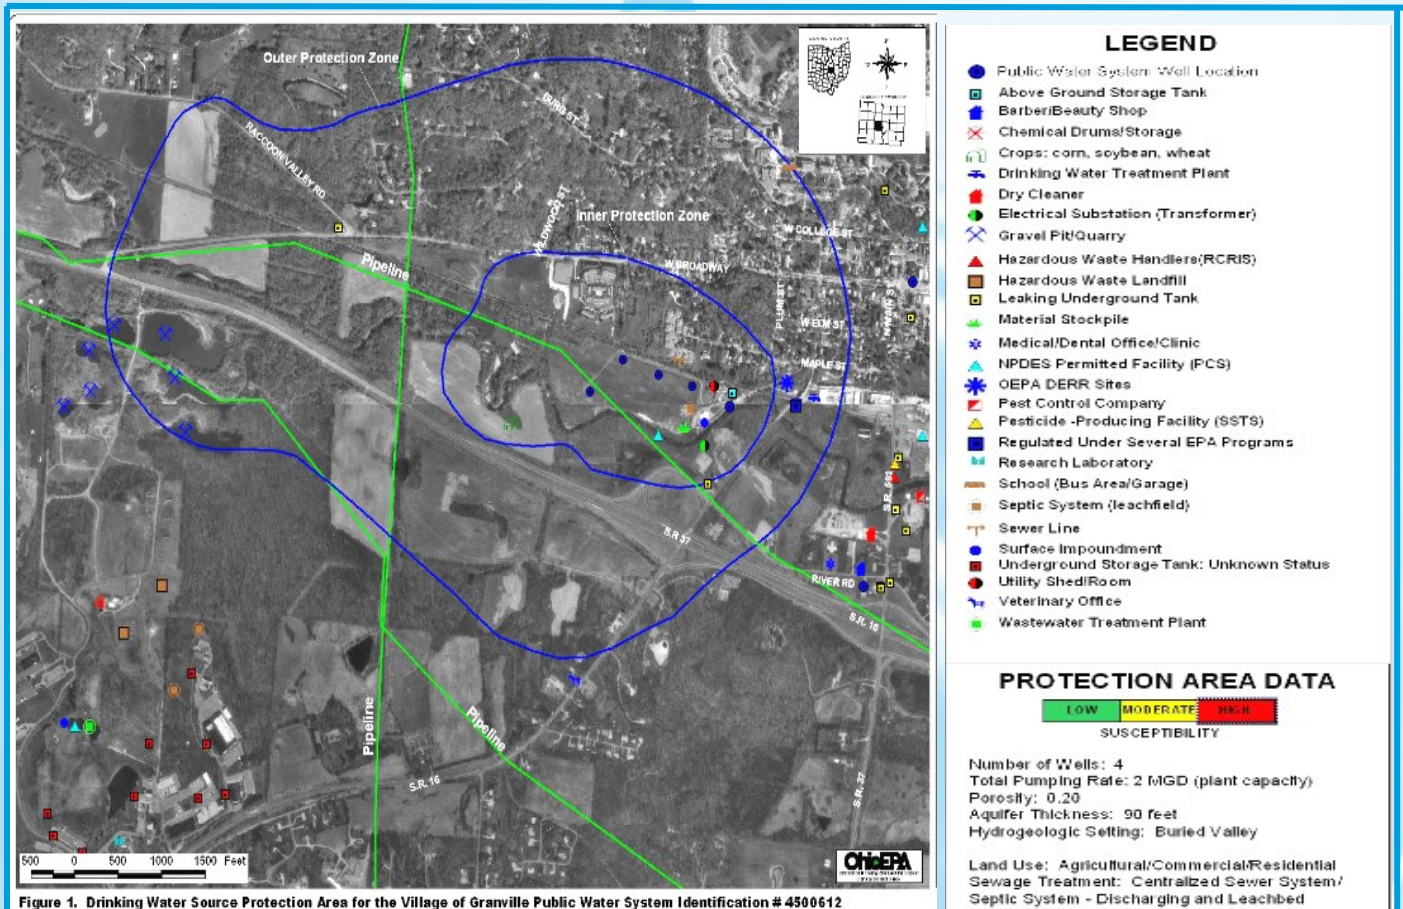 Outer Protection Zone
BURG ST.
RACCOON VALLEY RD
WILDWOOD ST
Inner Protection Zone
W COLLEGE ST
W BROADWAY
Pipeline
PLUM ST
N MAIN ST
W ELM ST
MAPLE ST
S.R. 661
S.R 37
RIVER RD
S.R. 16
Pipeline
Pipeline
S.R. 16
S.R. 37
500 0 500 1000 1500 Feet
OhioEPA
Figure 1. Drinking Water Source Protection Area for the Village of Granville Public Water System Identification # 4500612
LEGEND
Public Water System Well Location
Above Ground Storage Tank
Barber/Beauty Shop
Chemical Drums/Storage
Crops: corn, soybean, wheat
Drinking Water Treatment Plant
Dry Cleaner
Electrical Substation (Transformer)
Gravel Pit/Quarry
Hazardous Waste Handlers(RCRIS)
Hazardous Waste Landfill
Leaking Underground Tank
Material Stockpile
Medical/Dental Office/Clinic
NPDES Permitted Facility (PCS)
OEPA DERR Sites
Pest Control Company
Pesticide -Producing Facility (SSTS)
Regulated Under Several EPA Programs
Research Laboratory
School (Bus Area/Garage)
Septic System (leachfield)
Sewer Line
Surface Impoundment
Underground Storage Tank: Unknown Status
Utility Shed/Room
Veterinary Office
Wastewater Treatment Plant
PROTECTION AREA DATA
LOW MODERATE HIGH
SUSCEPTIBILITY
Number of Wells: 4
Total Pumping Rate: 2 MGD (plant capacity)
Porosity: 0.20
Aquifer Thickness: 90 feet
Hydrogeologic Setting: Buried Valley
Land Use: Agricultural/Commercial/Residential
Sewage Treatment: Centralized Sewer System/
Septic System - Discharging and Leachbed